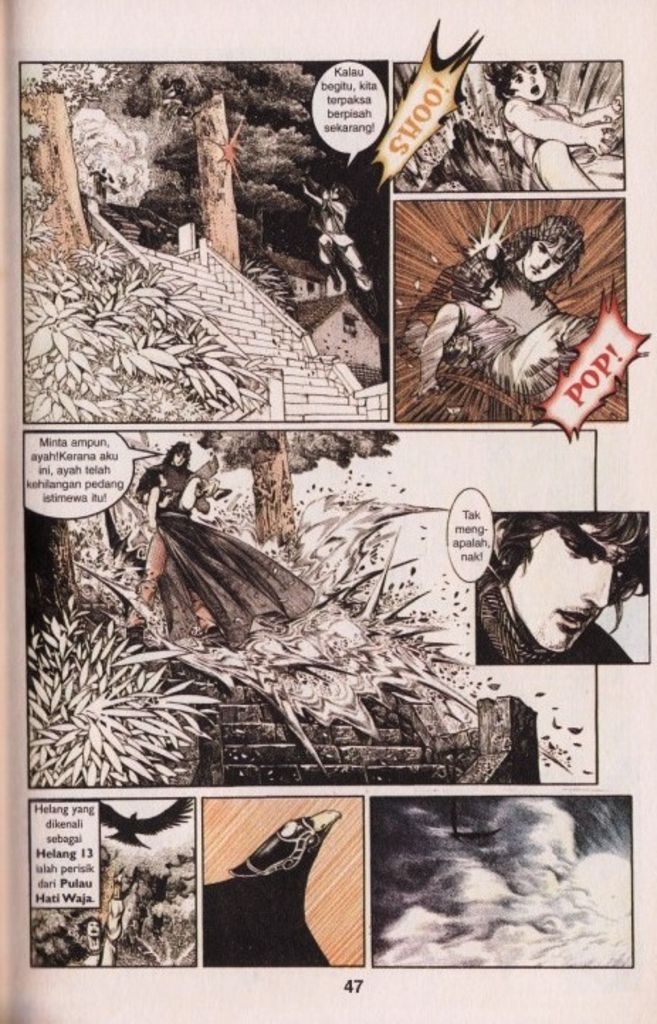 Kalau
begitu, kita
terpaksa
berpisah
sekarang!
SHOO!
POP!
Minta ampun,
ayah!Kerana aku
ini, ayah telah
kehilangan pedang
istimewa itu!
Tak
meng-
apalah,
nak!
Helang yang
dikenali
sebagai
Helang 13
ialah perisik
dari Pulau
Hati Waja.
47